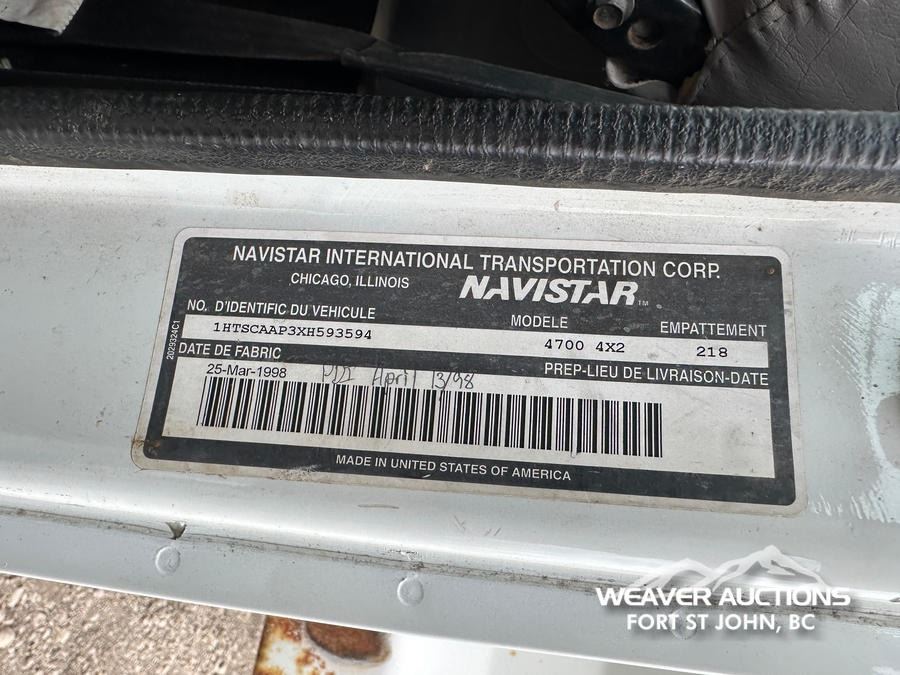 NAVISTAR INTERNATIONAL TRANSPORTATION CORP.
CHICAGO, ILLINOIS NAVISTAR TM
NO. D'IDENTIFIC DU VEHICULE MODELE EMPATTEMENT
1HTSCAAP3XH593594 4700 4X2 218
DATE DE FABRIC PREP-LIEU DE LIVRAISON-DATE
25-Mar-1998 PDI April 13/98
MADE IN UNITED STATES OF AMERICA
2029324C1
WEAVER AUCTIONS
FORT ST JOHN, BC